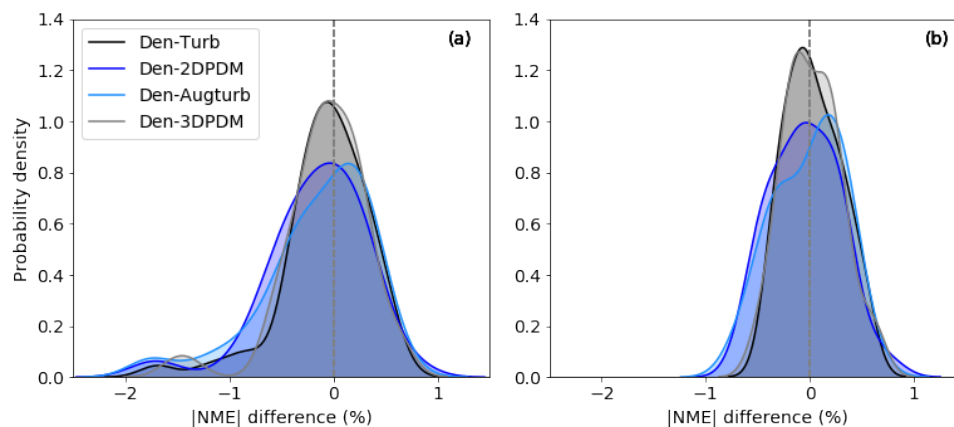 1.4
1.2
1.0
0.8
0.6
0.4
0.2
0.0
Probability density
Den-Turb
Den-2DPDM
Den-Augturb
Den-3DPDM
(a)
−2
−1
0
1
|NME| difference (%)
1.4
1.2
1.0
0.8
0.6
0.4
0.2
0.0
(b)
−2
−1
0
1
|NME| difference (%)